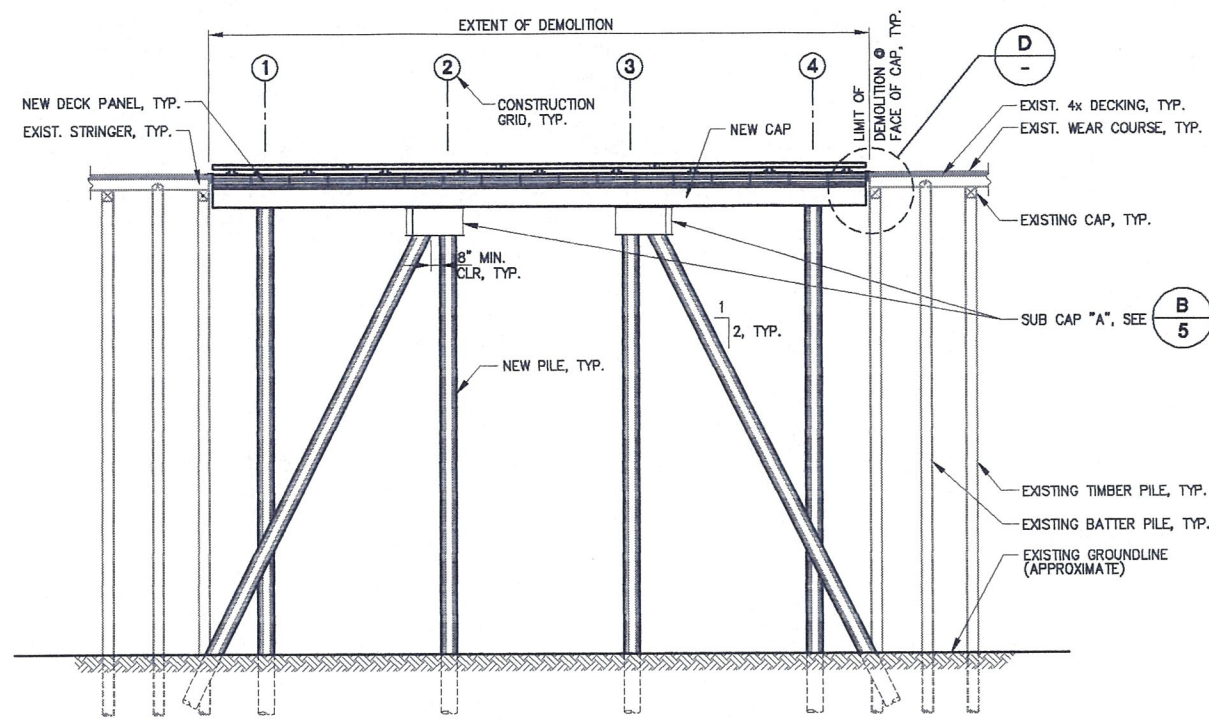 EXTENT OF DEMOLITION
1
2
3
4
CONSTRUCTION
GRID, TYP.
LIMIT OF
DEMOLITION @
FACE OF CAP, TYP.
D
-
NEW DECK PANEL, TYP.
EXIST. STRINGER, TYP.
NEW CAP
EXIST. 4x DECKING, TYP.
EXIST. WEAR COURSE, TYP.
EXISTING CAP, TYP.
8" MIN.
CLR, TYP.
1
2, TYP.
SUB CAP "A", SEE
B
5
NEW PILE, TYP.
EXISTING TIMBER PILE, TYP.
EXISTING BATTER PILE, TYP.
EXISTING GROUNDLINE
(APPROXIMATE)